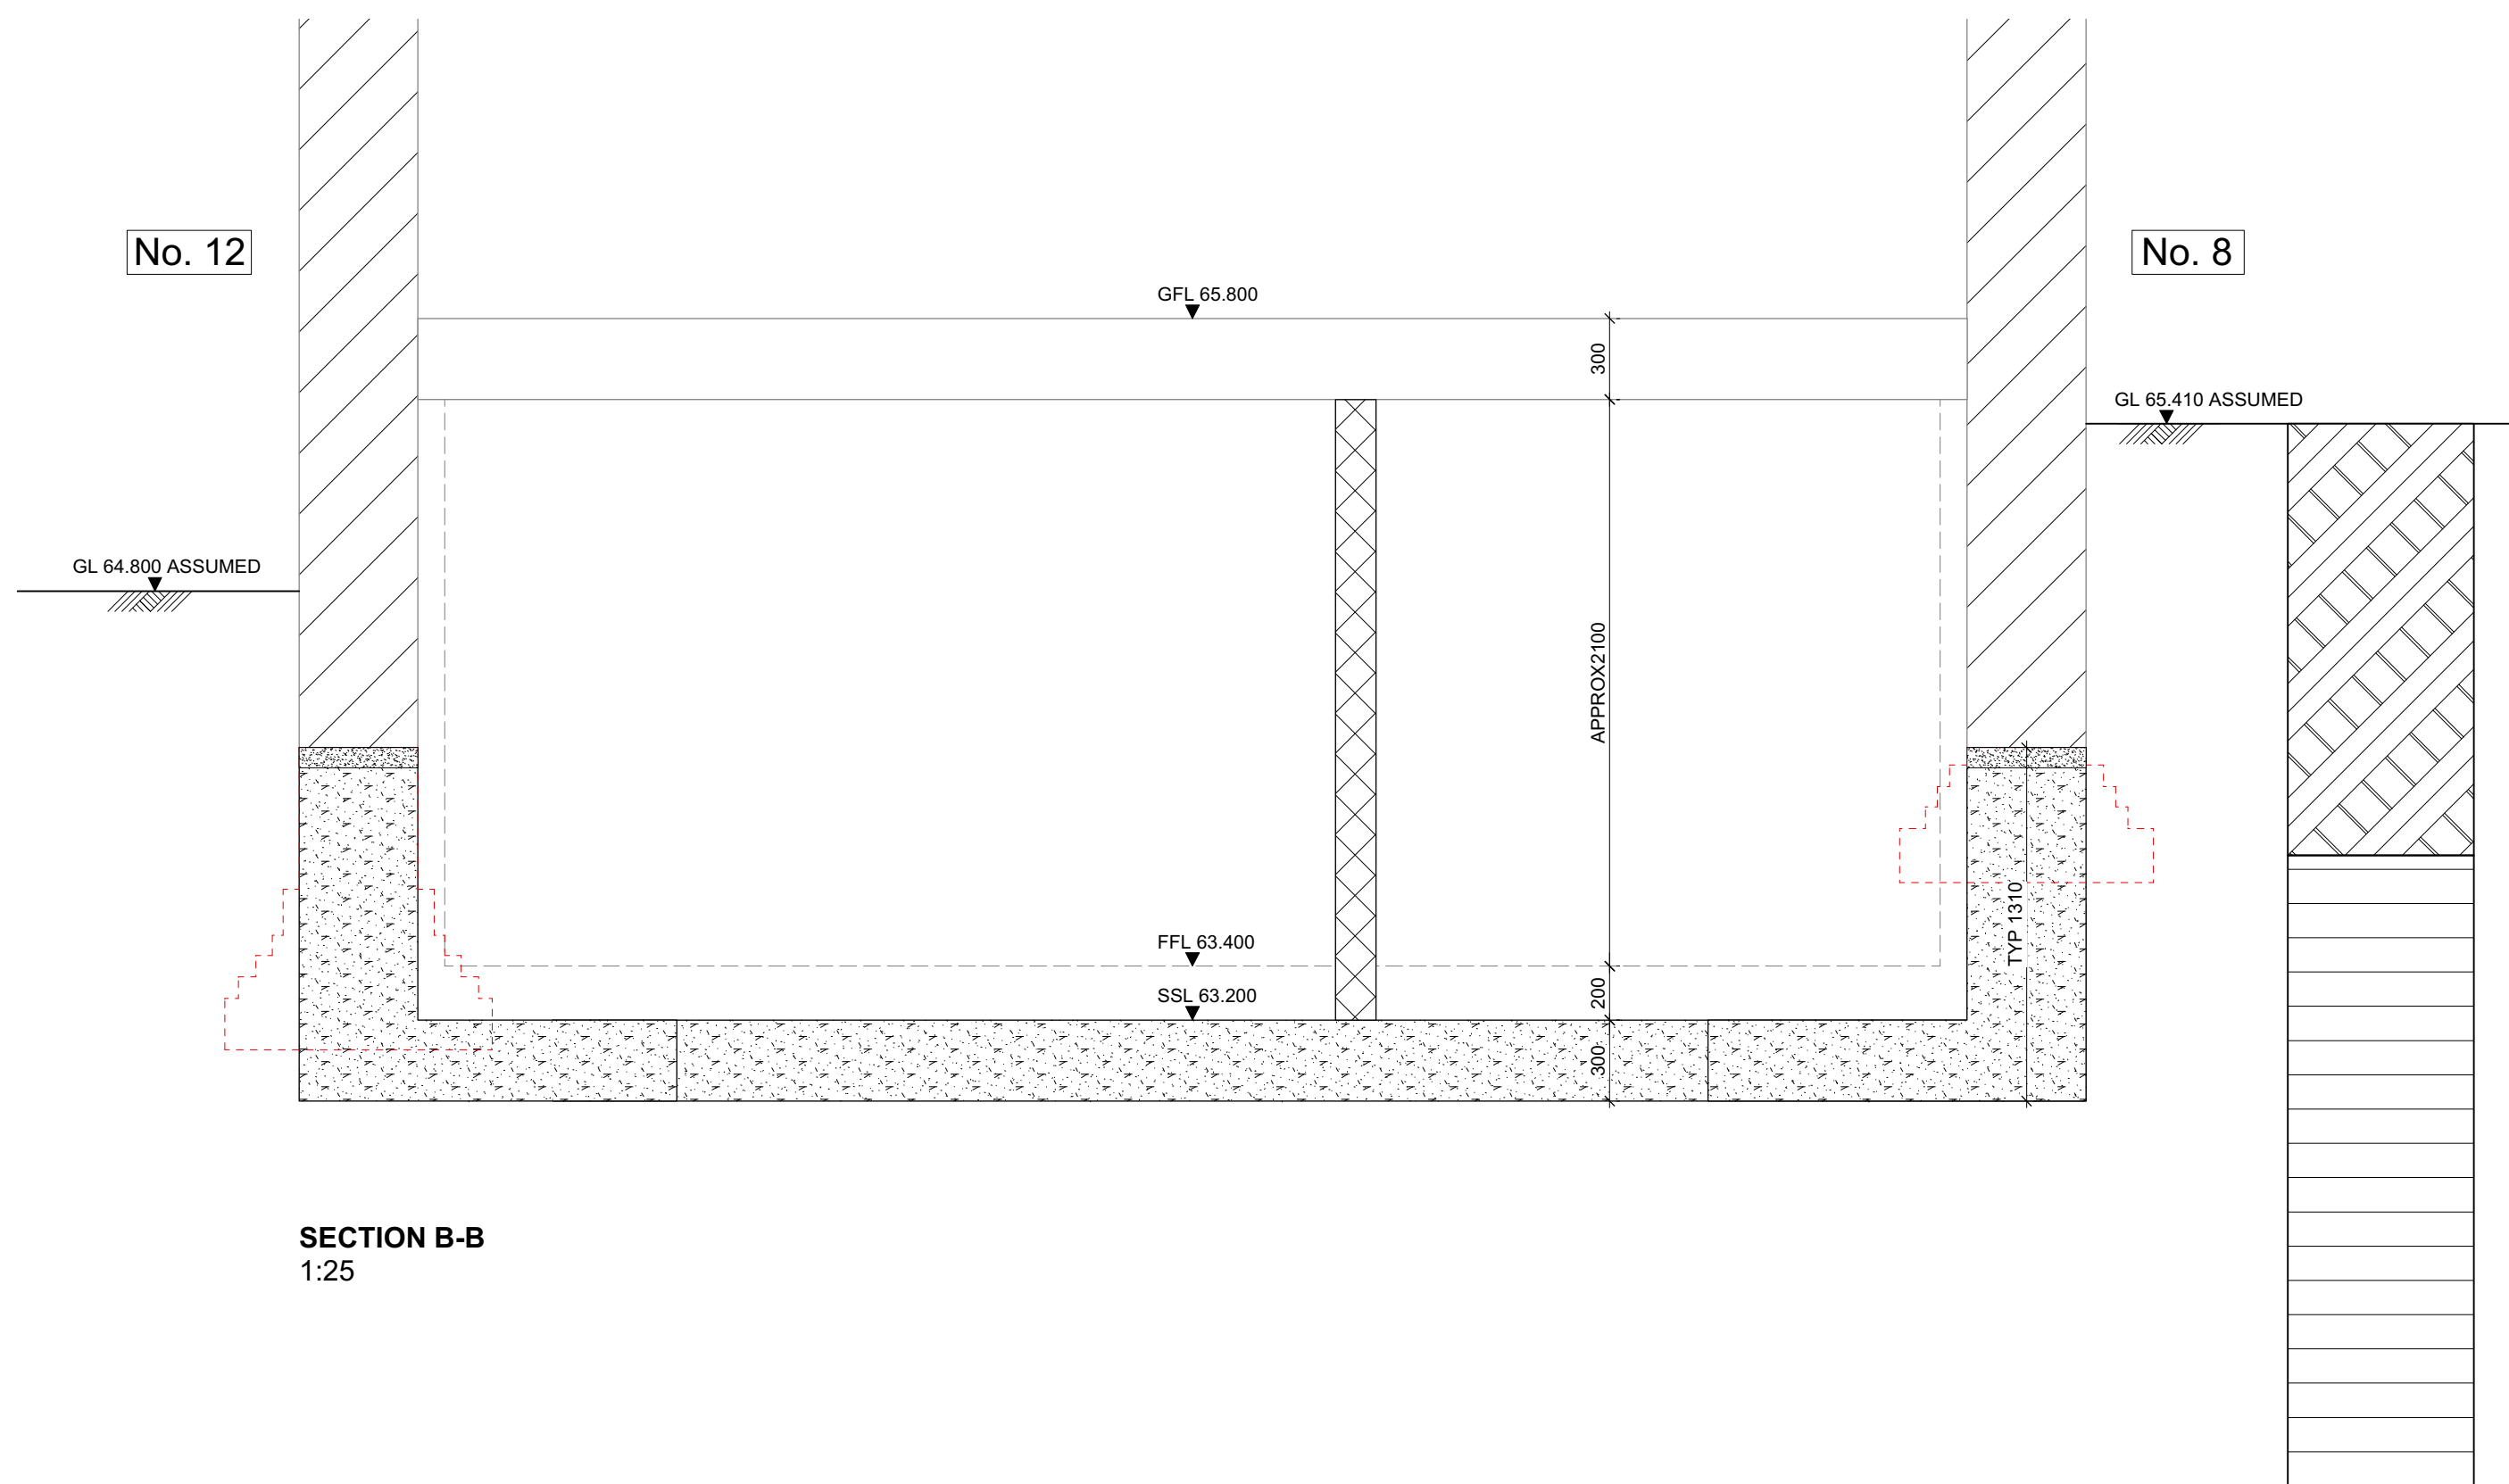 No. 12
No. 8
GFL 65.800
300
GL 65.410 ASSUMED
GL 64.800 ASSUMED
APPROX2100
TYP 1310
FFL 63.400
200
SSL 63.200
300
SECTION B-B
1:25